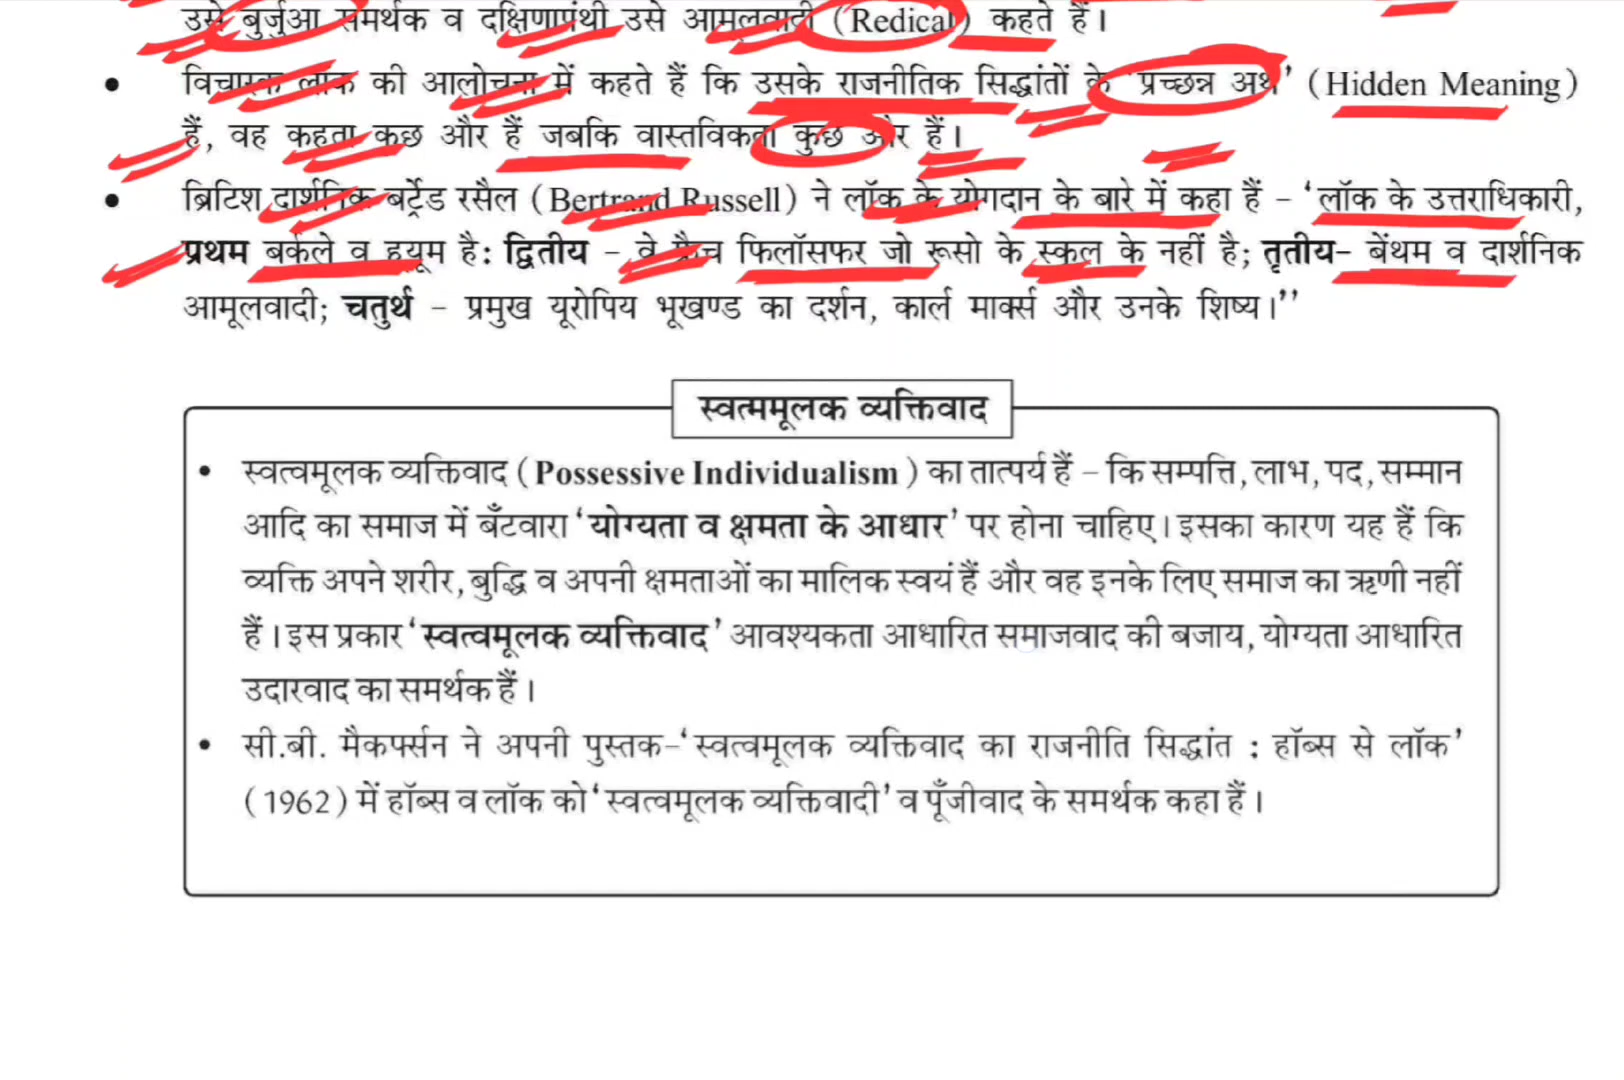 उसे बुर्जुआ समर्थक व दक्षिणापंथी उसे आमूलवादी (Redical) कहते हैं।
• विचारक लॉक की आलोचना में कहते हैं कि उसके राजनीतिक सिद्धांतों के 'प्रच्छन्न अर्थ' (Hidden Meaning)
हैं, वह कहता कुछ और हैं जबकि वास्तविकता कुछ और हैं।
• ब्रिटिश दार्शनिक बर्ट्रेंड रसैल (Bertrand Russell) ने लॉक के योगदान के बारे में कहा हैं – 'लॉक के उत्तराधिकारी,
प्रथम बर्कले व हयूम है: द्वितीय – वे फ्रैंच फिलॉसफर जो रूसो के स्कूल के नहीं है; तृतीय– बेंथम व दार्शनिक
आमूलवादी; चतुर्थ – प्रमुख यूरोपिय भूखण्ड का दर्शन, कार्ल मार्क्स और उनके शिष्य।''
स्वत्ममूलक व्यक्तिवाद
• स्वत्वमूलक व्यक्तिवाद (Possessive Individualism) का तात्पर्य हैं – कि सम्पत्ति, लाभ, पद, सम्मान
आदि का समाज में बँटवारा 'योग्यता व क्षमता के आधार' पर होना चाहिए। इसका कारण यह हैं कि
व्यक्ति अपने शरीर, बुद्धि व अपनी क्षमताओं का मालिक स्वयं हैं और वह इनके लिए समाज का ऋणी नहीं
हैं। इस प्रकार 'स्वत्वमूलक व्यक्तिवाद' आवश्यकता आधारित समाजवाद की बजाय, योग्यता आधारित
उदारवाद का समर्थक हैं।
• सी.बी. मैकफर्सन ने अपनी पुस्तक–'स्वत्वमूलक व्यक्तिवाद का राजनीति सिद्धांत : हॉब्स से लॉक'
(1962) में हॉब्स व लॉक को 'स्वत्वमूलक व्यक्तिवादी' व पूँजीवाद के समर्थक कहा हैं।